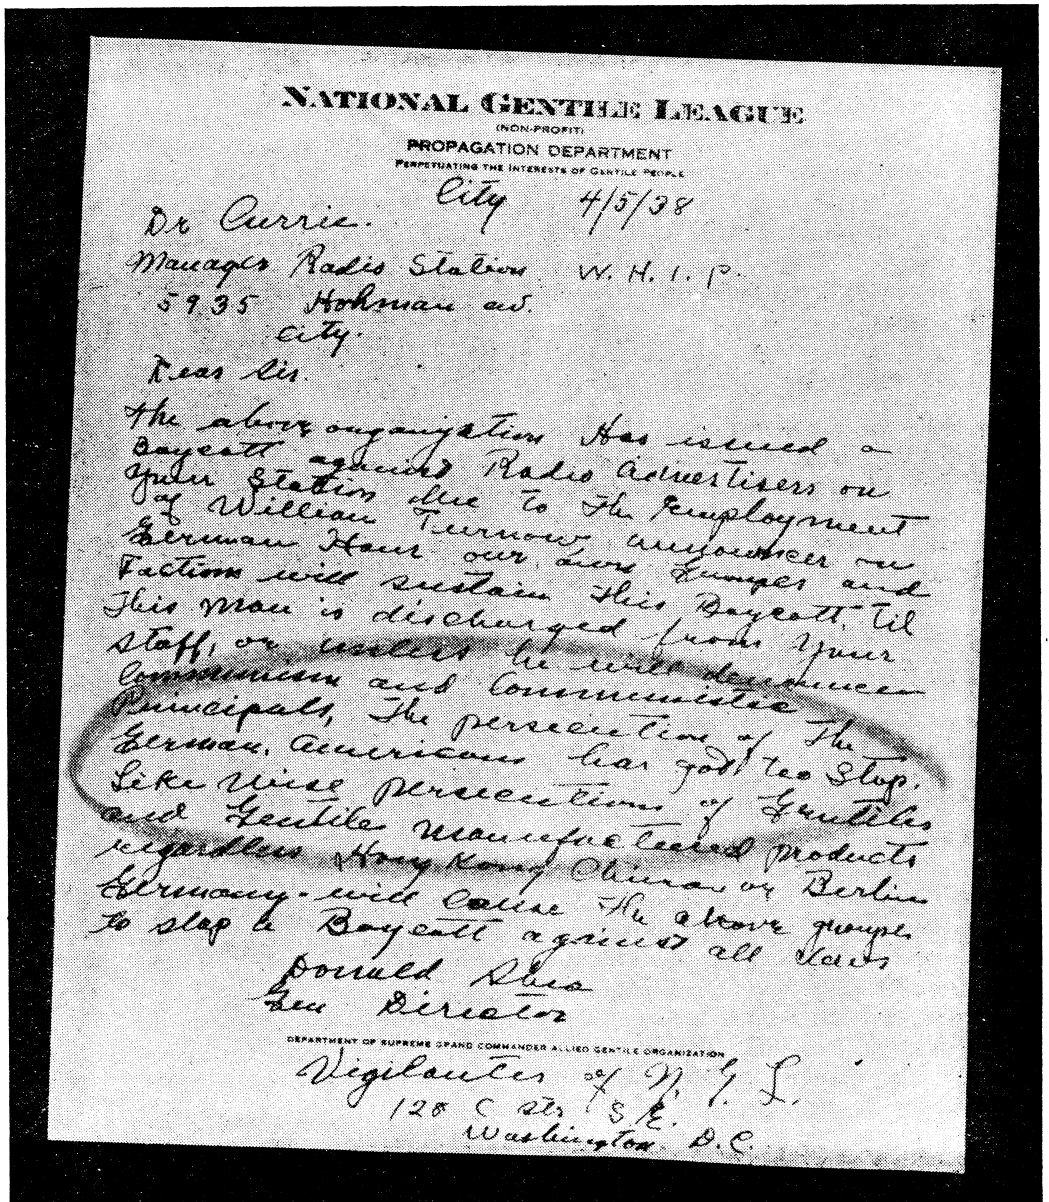 NATIONAL GENTILE LEAGUE
(NON-PROFIT)
PROPAGATION DEPARTMENT
PERPETUATING THE INTERESTS OF GENTILE PEOPLE
City 4/5/38
Dr Currie.
Manager Radio Station W. H. I. P.
5935 Hohman av.
City.
Dear Sir.
The above organization Has issued a
Boycott against Radio Advertisers on
your Station due to The Employment
of William Turnow, announcer on
German Hour our own groupes and
Factions will sustain This Boycott, Til
This man is discharged from your
staff, or unless he will denounce
Communism and Communistic
Principals, The persecution of The
German. Americans has got too Stop.
Like Wise persecutions of Gentiles
and Gentiles manufactured products
regardless Hong Kong China or Berlin
Germany. will cause The above groupes
to slap a Boycott against all Jews
Donald Shea
Gen Director
DEPARTMENT OF SUPREME GRAND COMMANDER ALLIED GENTILE ORGANIZATION
Vigilantes of N. G. L.
128 C str S. E.
Washington. D. C.